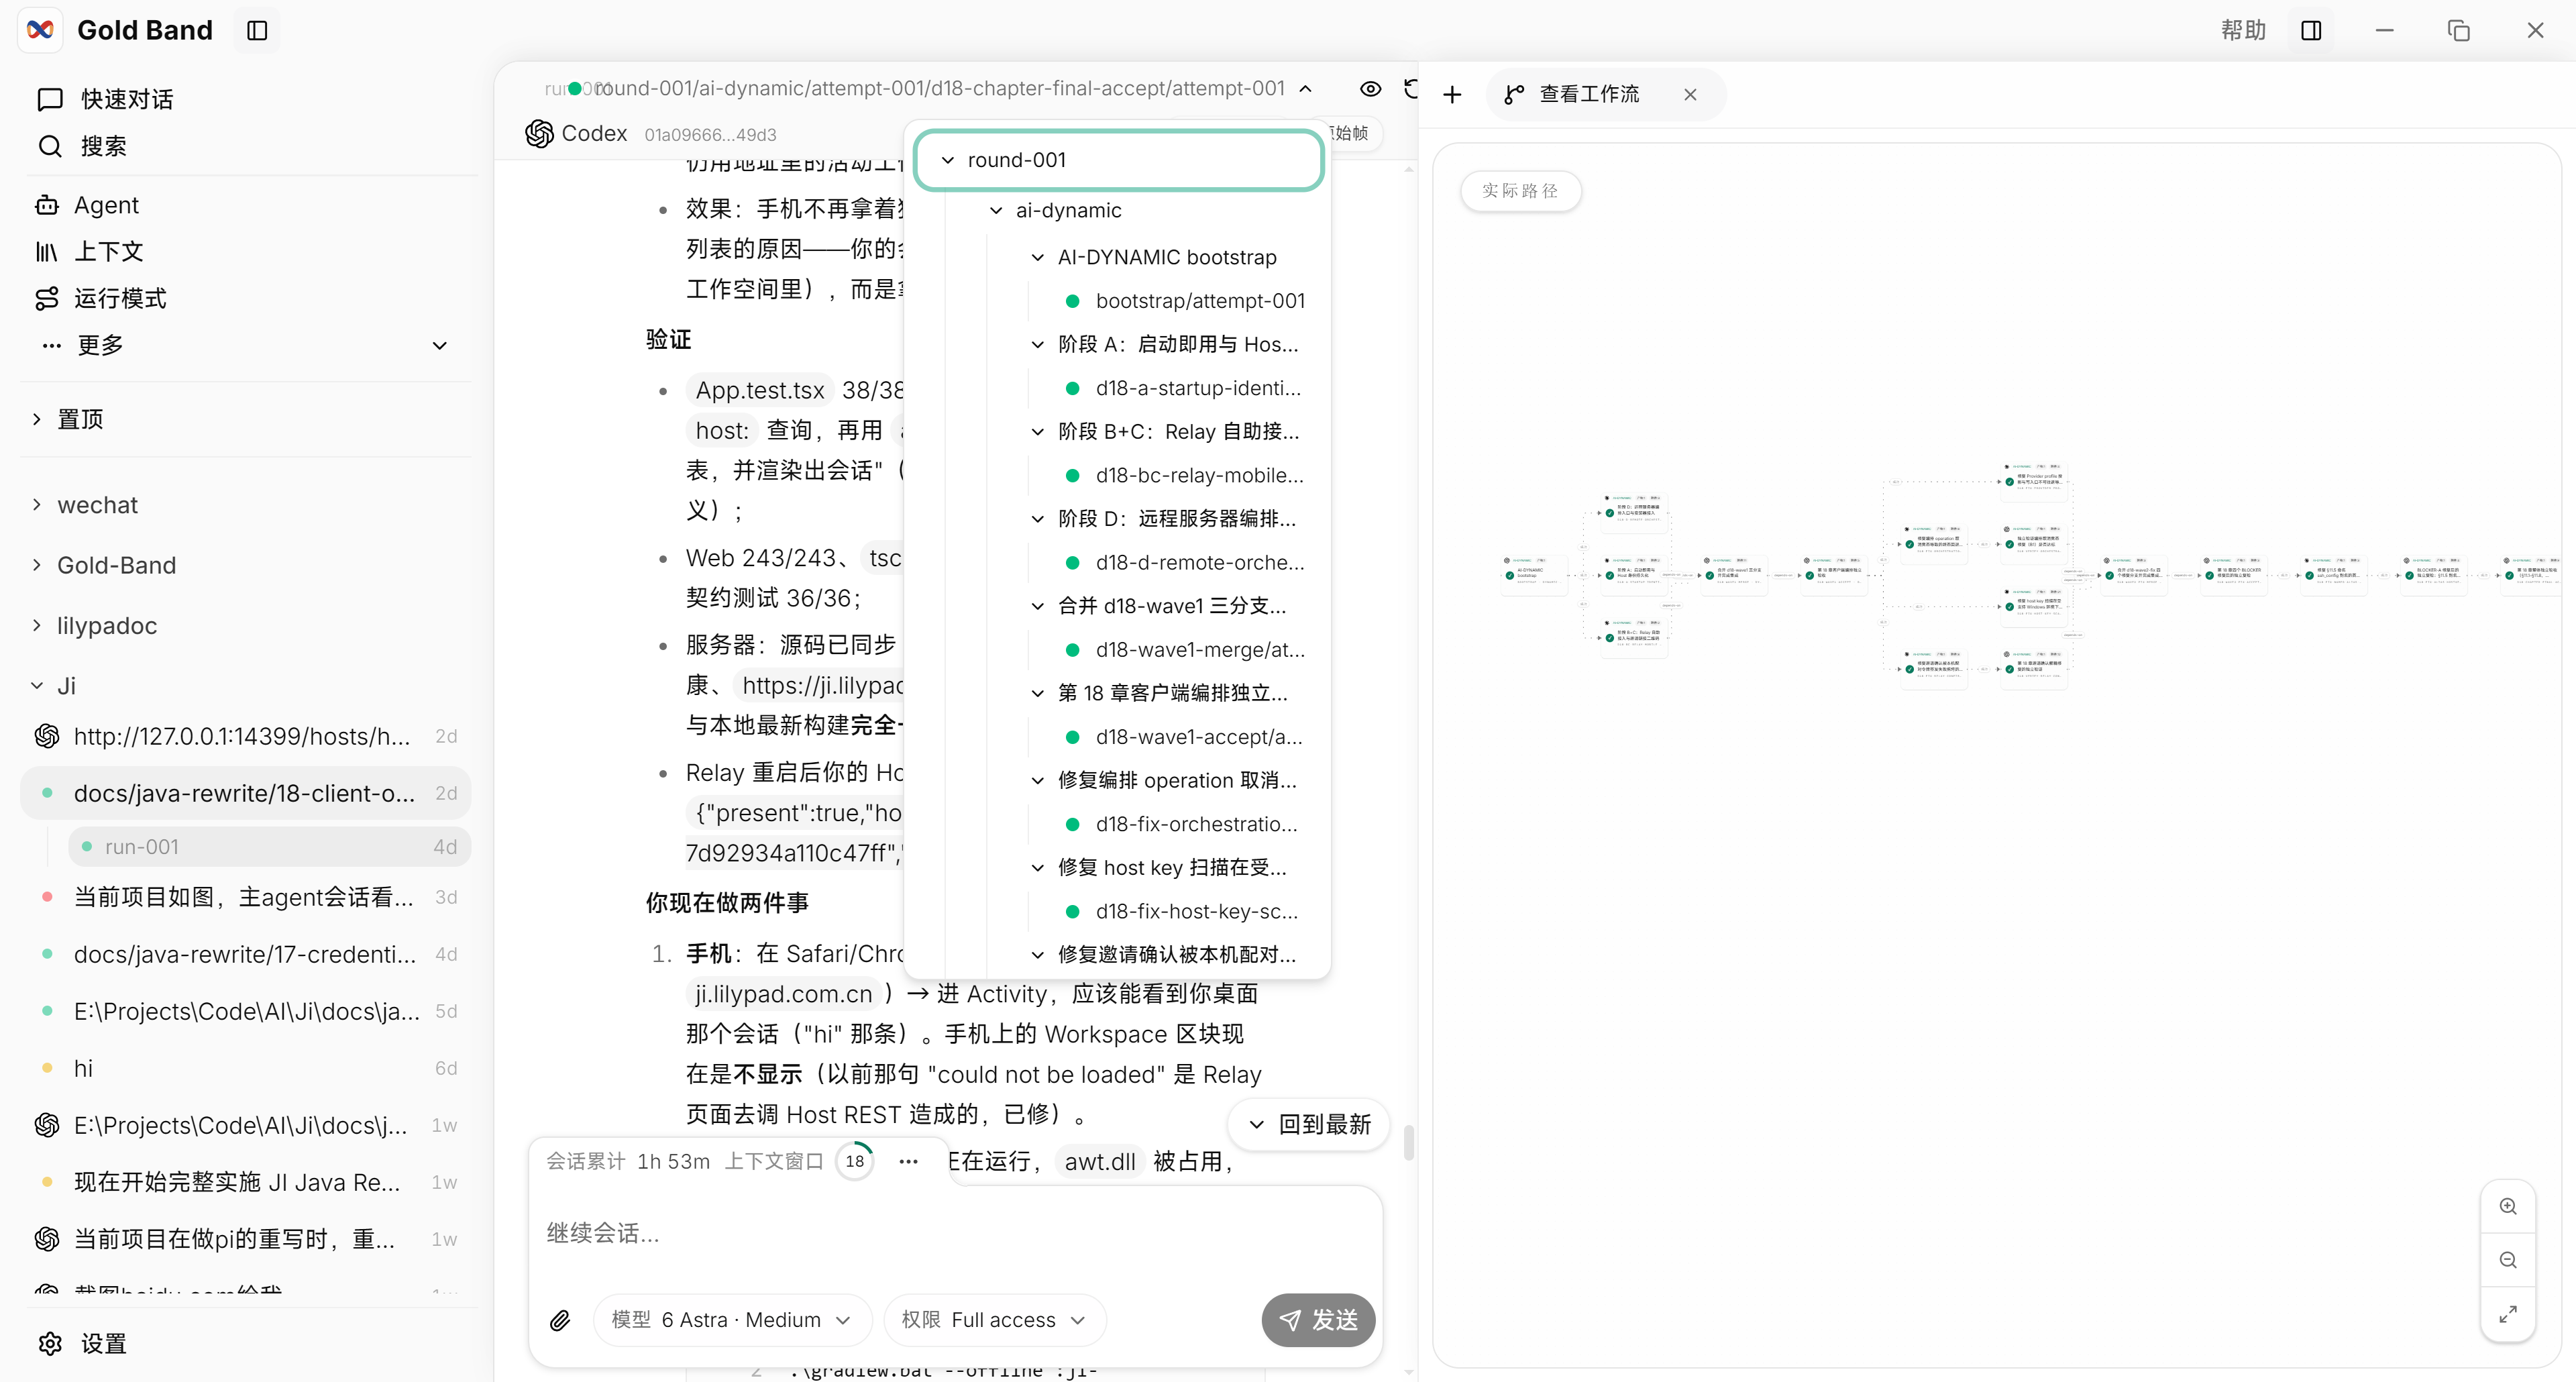 Gold Band
帮助
快速对话
搜索
Agent
上下文
运行模式
更多
置顶
wechat
Gold-Band
lilypadoc
Ji
http://127.0.0.1:14399/hosts/h... 2d
docs/java-rewrite/18-client-o... 2d
run-001 4d
当前项目如图，主agent会话看... 3d
docs/java-rewrite/17-credenti... 4d
E:\Projects\Code\AI\Ji\docs\ja... 5d
hi 6d
E:\Projects\Code\AI\Ji\docs\j... 1w
现在开始完整实施 JI Java Re... 1w
当前项目在做pi的重写时，重... 1w
设置
round-001/ai-dynamic/attempt-001/d18-chapter-final-accept/attempt-001
Codex 01a09666...49d3
始帧
效果：手机不再拿着
列表的原因——你的
工作空间里），而是
验证
App.test.tsx 38/38
host: 查询，再用
表，并渲染出会话"（
义）；
Web 243/243、 tsc
契约测试 36/36；
服务器：源码已同步
康、 https://ji.lilypad
与本地最新构建完全一
Relay 重启后你的 Ho
{"present":true,"ho
7d92934a110c47ff","
你现在做两件事
1. 手机：在 Safari/Chro
ji.lilypad.com.cn ）→ 进 Activity，应该能看到你桌面
那个会话（"hi" 那条）。手机上的 Workspace 区块现
在是不显示（以前那句 "could not be loaded" 是 Relay
页面去调 Host REST 造成的，已修）。
回到最新
会话累计 1h 53m 上下文窗口 18 ...
在运行， awt.dll 被占用，
继续会话...
模型 6 Astra · Medium
权限 Full access
发送
2 .\gradlew.bat --offline :ji-
round-001
ai-dynamic
AI-DYNAMIC bootstrap
bootstrap/attempt-001
阶段 A：启动即用与 Hos...
d18-a-startup-identi...
阶段 B+C：Relay 自助接...
d18-bc-relay-mobile...
阶段 D：远程服务器编排...
d18-d-remote-orche...
合并 d18-wave1 三分支...
d18-wave1-merge/at...
第 18 章客户端编排独立...
d18-wave1-accept/a...
修复编排 operation 取消...
d18-fix-orchestratio...
修复 host key 扫描在受...
d18-fix-host-key-sc...
修复邀请确认被本机配对...
查看工作流
实际路径